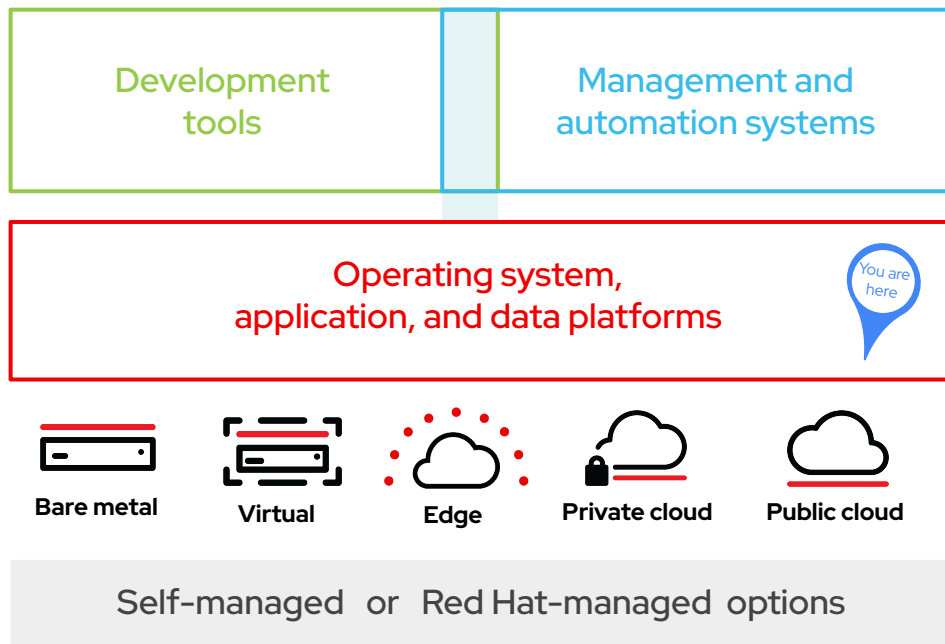 Development
tools
Management and
automation systems
Operating system,
application, and data platforms
You are
here
Bare metal
Virtual
Edge
Private cloud
Public cloud
Self-managed or Red Hat-managed options